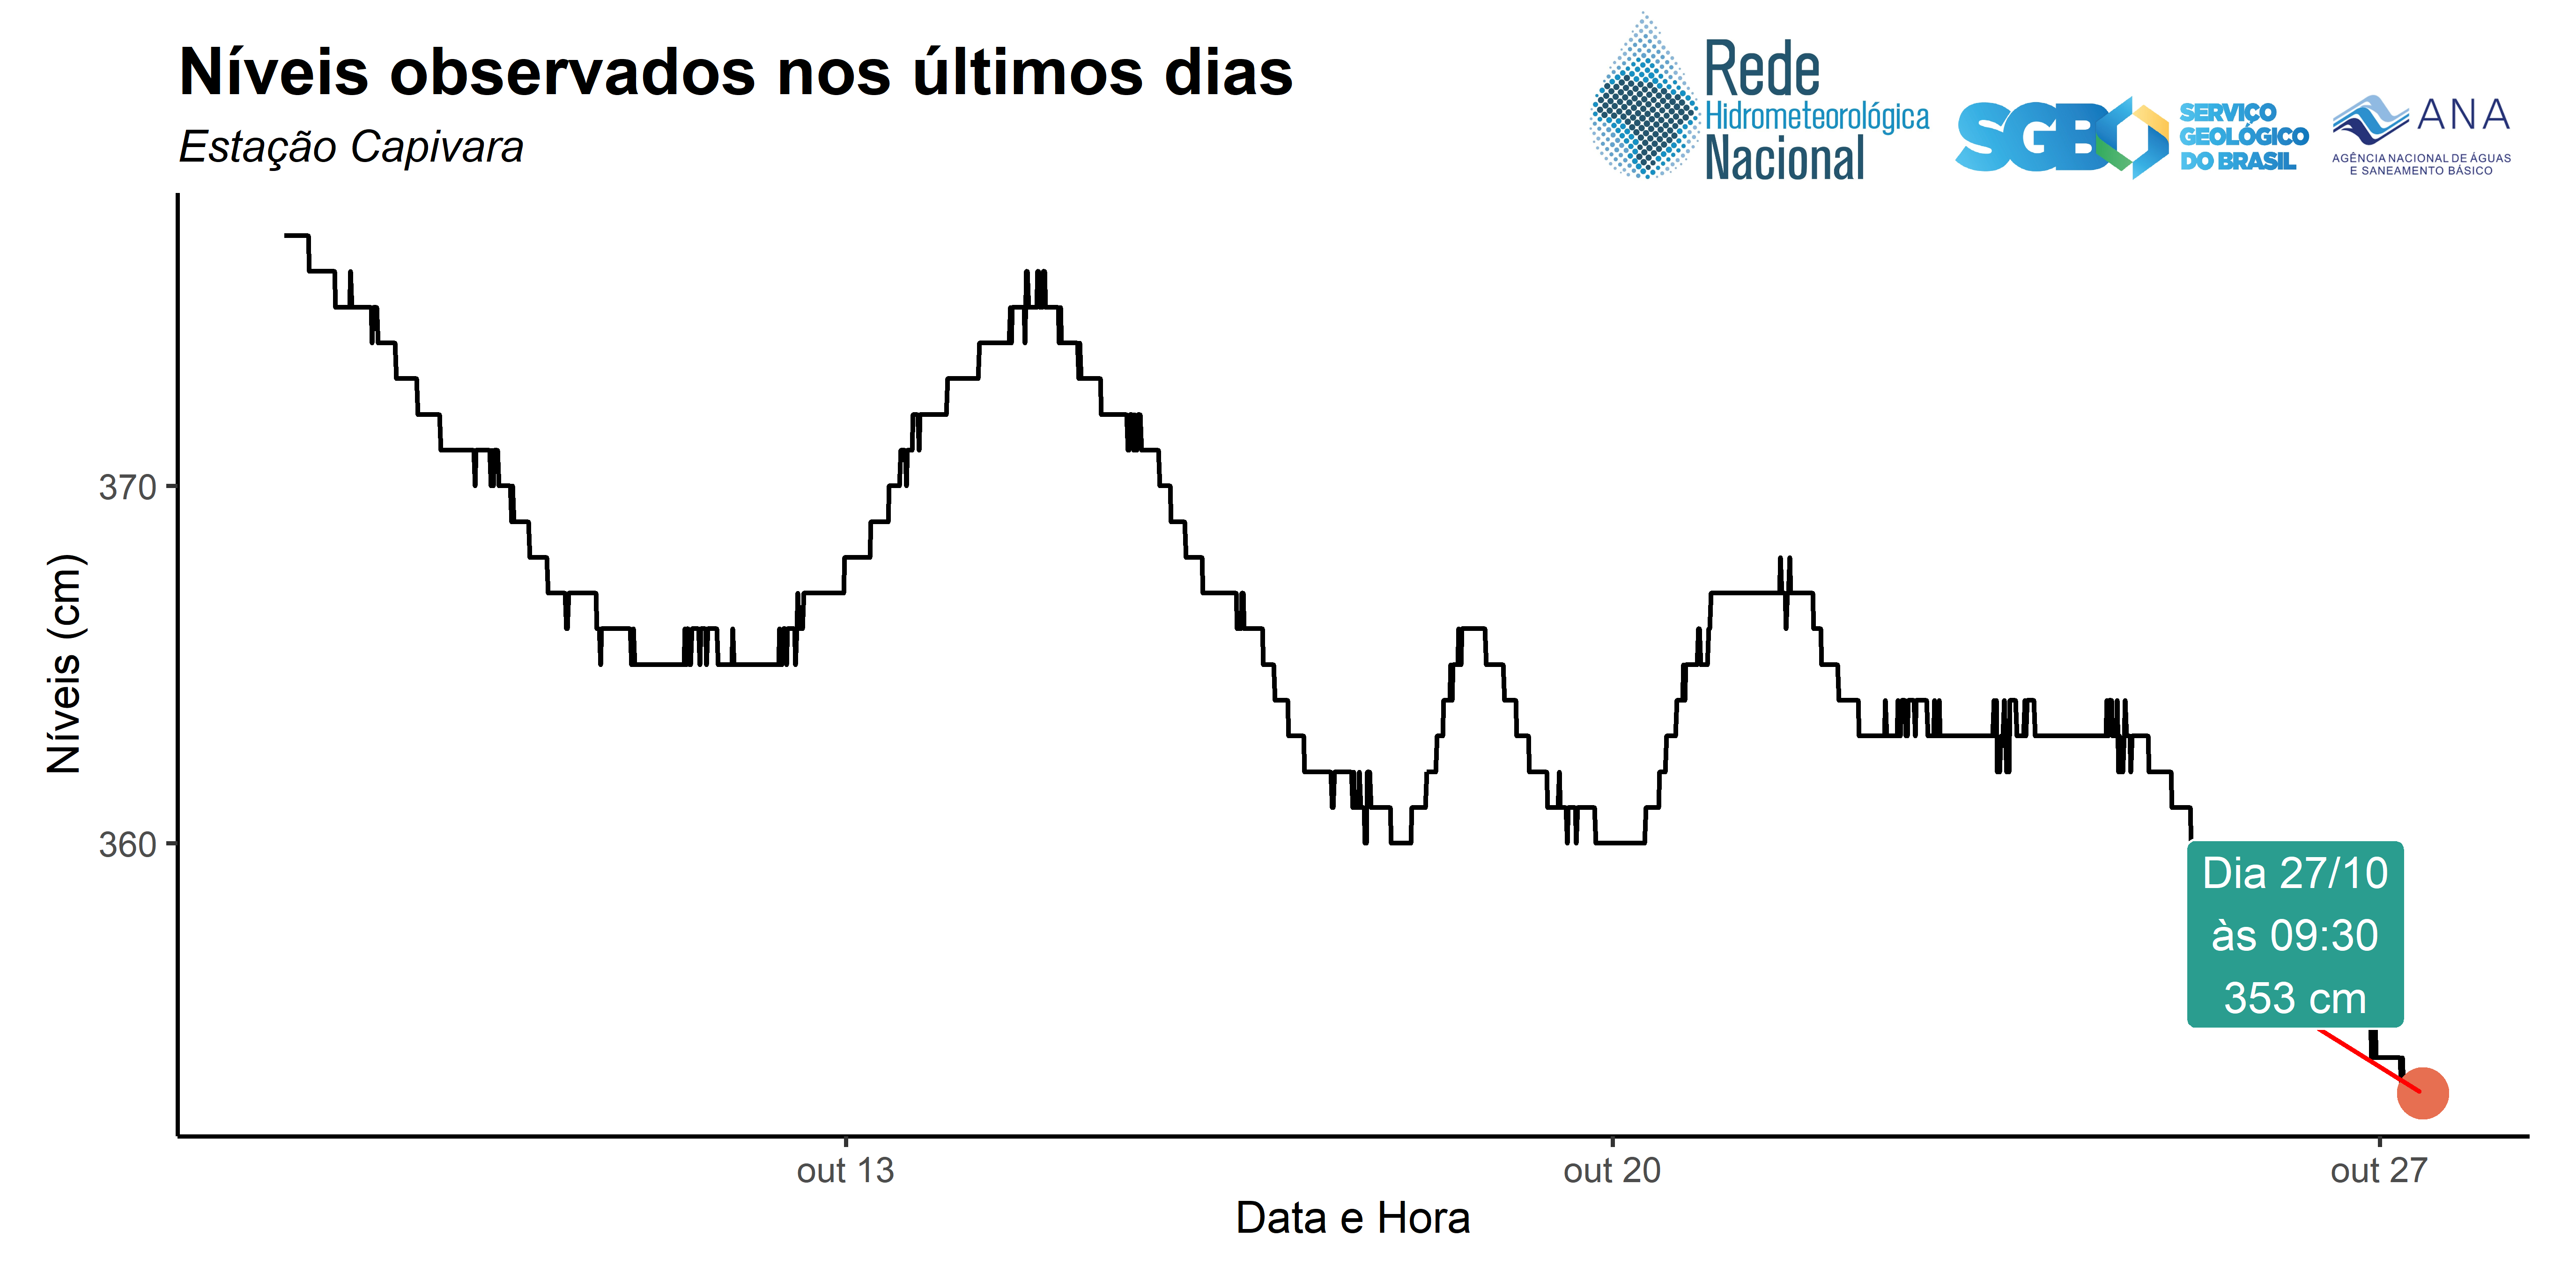 Níveis observados nos últimos dias
Estação Capivara
Rede
Hidrometeorológica
Nacional
SGB
SERVIÇO
GEOLÓGICO
DO BRASIL
ANA
AGÊNCIA NACIONAL DE ÁGUAS
E SANEAMENTO BÁSICO
Níveis (cm)
370
360
Dia 27/10
às 09:30
353 cm
out 13
out 20
out 27
Data e Hora